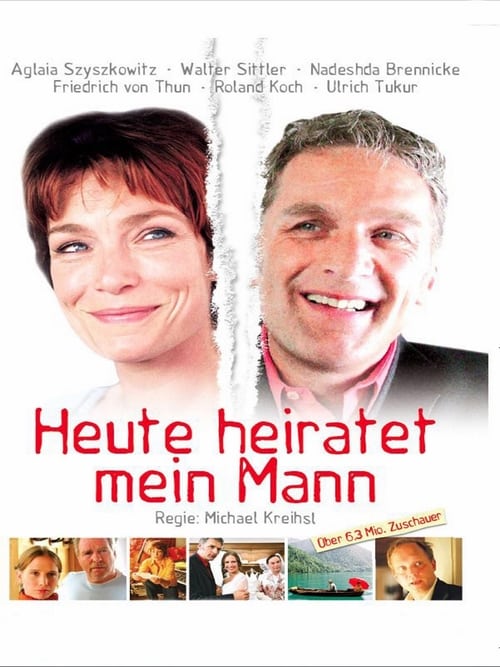 Aglaia Szyszkowitz · Walter Sittler · Nadeshda Brennicke
Friedrich von Thun · Roland Koch · Ulrich Tukur
Heute heiratet
mein Mann
Regie: Michael Kreihsl
Über 6,3 Mio. Zuschauer